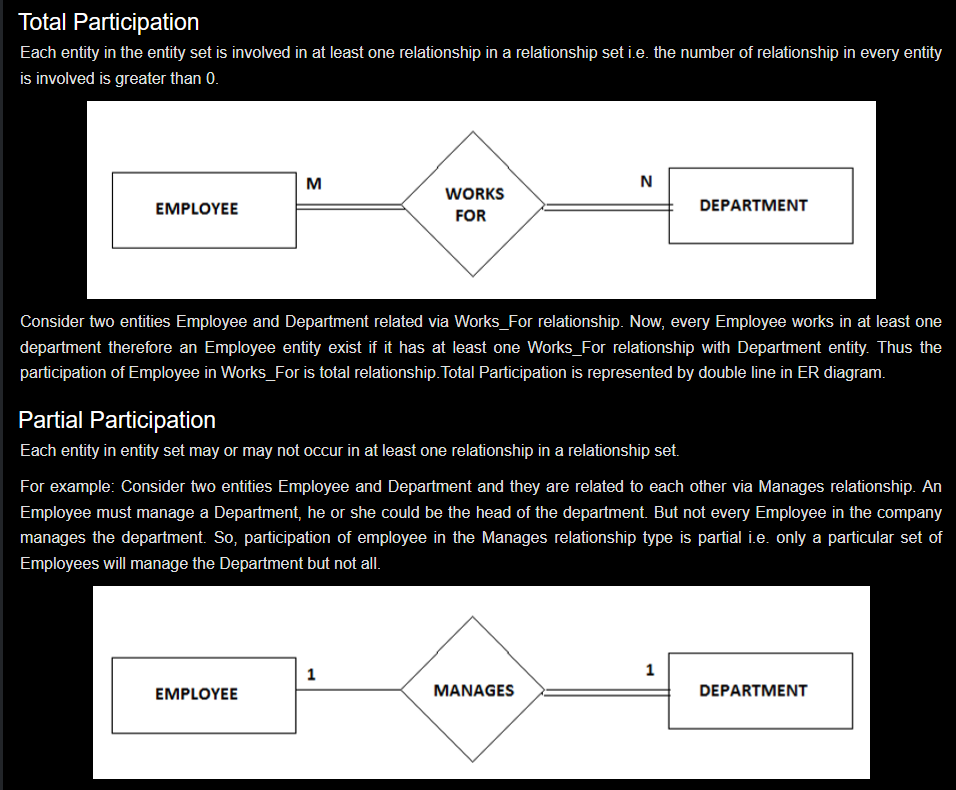 Total Participation
Each entity in the entity set is involved in at least one relationship in a relationship set i.e. the number of relationship in every entity
is involved is greater than 0.
M
N
EMPLOYEE
WORKS
FOR
DEPARTMENT
Consider two entities Employee and Department related via Works_For relationship. Now, every Employee works in at least one
department therefore an Employee entity exist if it has at least one Works_For relationship with Department entity. Thus the
participation of Employee in Works_For is total relationship.Total Participation is represented by double line in ER diagram.
Partial Participation
Each entity in entity set may or may not occur in at least one relationship in a relationship set.
For example: Consider two entities Employee and Department and they are related to each other via Manages relationship. An
Employee must manage a Department, he or she could be the head of the department. But not every Employee in the company
manages the department. So, participation of employee in the Manages relationship type is partial i.e. only a particular set of
Employees will manage the Department but not all.
1
1
EMPLOYEE
MANAGES
DEPARTMENT